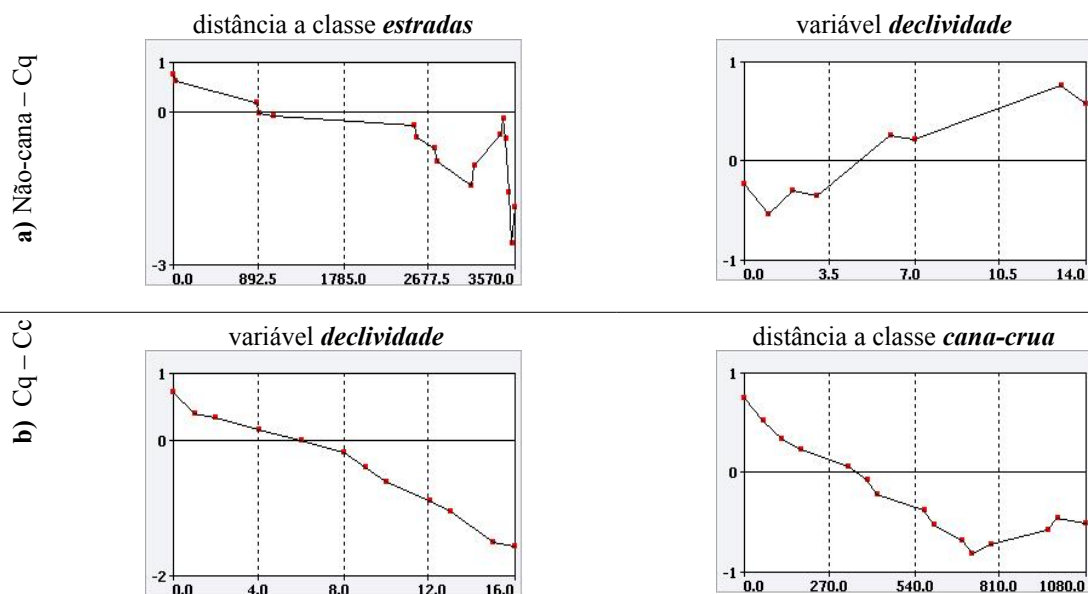 distância a classe estradas
variável declividade
a) Não-cana – Cq
1
0
-3
0.0 892.5 1785.0 2677.5 3570.0
1
0
-1
0.0 3.5 7.0 10.5 14.0
variável declividade
distância a classe cana-crua
b) Cq – Cc
1
0
-2
0.0 4.0 8.0 12.0 16.0
1
0
-1
0.0 270.0 540.0 810.0 1080.0